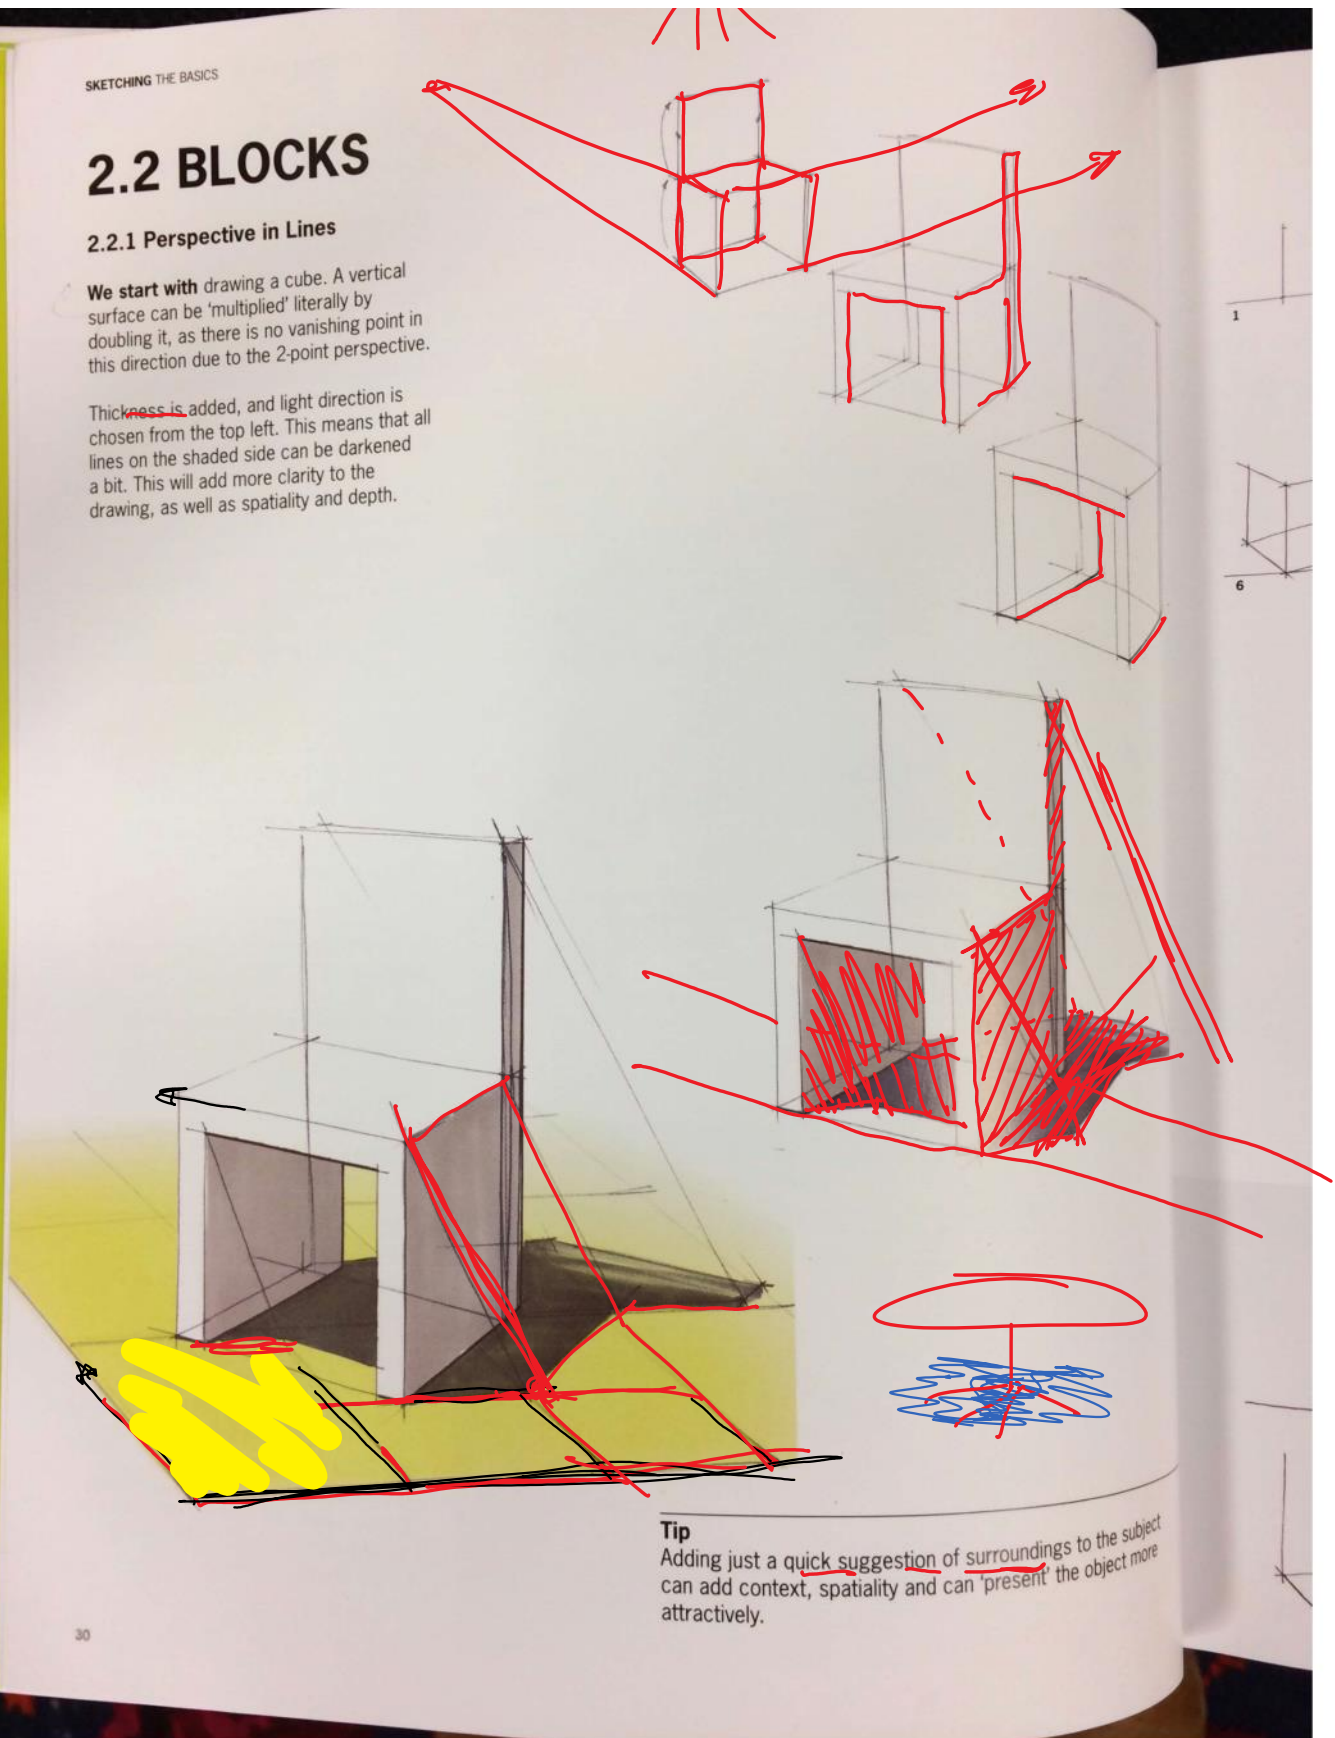 SKETCHING THE BASICS
2.2 BLOCKS
2.2.1 Perspective in Lines
We start with drawing a cube. A vertical
surface can be 'multiplied' literally by
doubling it, as there is no vanishing point in
this direction due to the 2-point perspective.
Thickness is added, and light direction is
chosen from the top left. This means that all
lines on the shaded side can be darkened
a bit. This will add more clarity to the
drawing, as well as spatiality and depth.
1
6
Tip
Adding just a quick suggestion of surroundings to the subject
can add context, spatiality and can 'present' the object more
attractively.
30